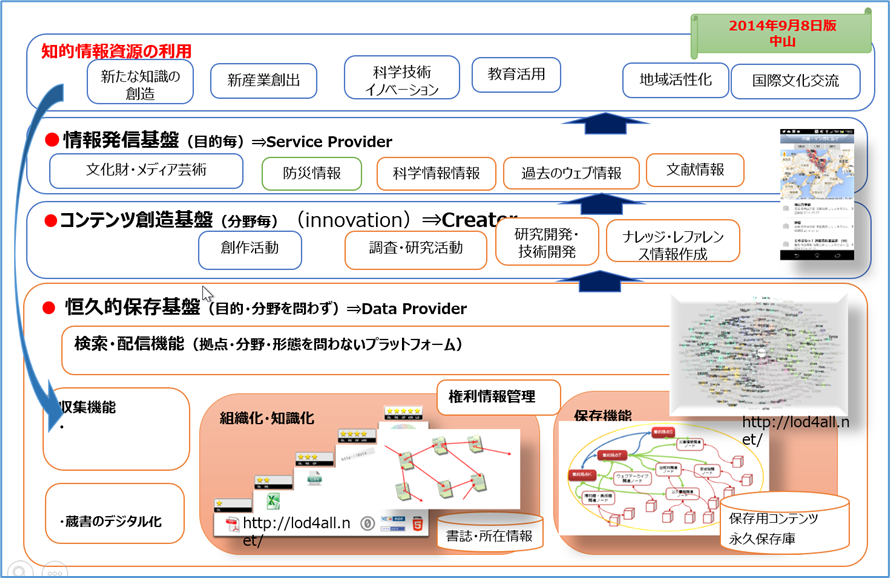 2014年9月8日版
中山
知的情報資源の利用
新たな知識の
創造
新産業創出
科学技術
イノベーション
教育活用
地域活性化
国際文化交流
●情報発信基盤（目的毎）⇒Service Provider
文化財・メディア芸術
防災情報
科学情報情報
過去のウェブ情報
文献情報
●コンテンツ創造基盤（分野毎）（innovation）⇒Creator
創作活動
調査・研究活動
研究開発・
技術開発
ナレッジ・レファレン
ス情報作成
● 恒久的保存基盤（目的・分野を問わず）⇒Data Provider
検索・配信機能（拠点・分野・形態を問わないプラットフォーム）
収集機能
・
・蔵書のデジタル化
組織化・知識化
権利情報管理
http://lod4all.n
et/
書誌・所在情報
保存機能
http://lod4all.n
et/
保存用コンテンツ
永久保存庫